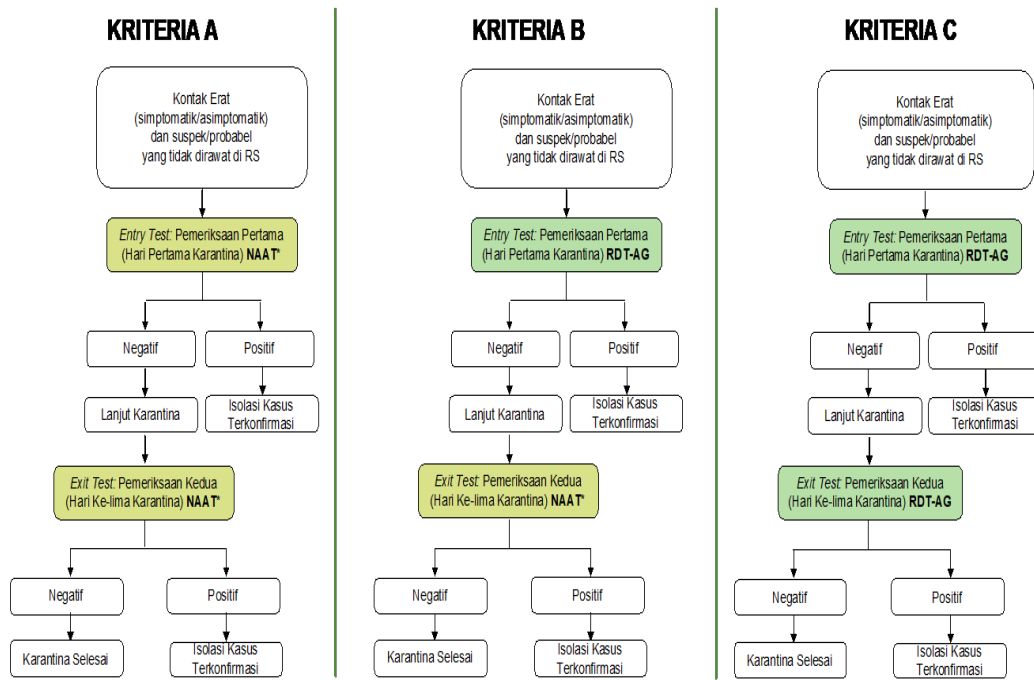 KRITERIA A
Kontak Erat
(simptomatik/asimptomatik)
dan suspek/probabel
yang tidak dirawat di RS
Entry Test: Pemeriksaan Pertama
(Hari Pertama Karantina) NAAT*
Negatif
Positif
Lanjut Karantina
Isolasi Kasus
Terkonfirmasi
Exit Test: Pemeriksaan Kedua
(Hari Ke-lima Karantina) NAAT*
Negatif
Positif
Karantina Selesai
Isolasi Kasus
Terkonfirmasi
KRITERIA B
Kontak Erat
(simptomatik/asimptomatik)
dan suspek/probabel
yang tidak dirawat di RS
Entry Test: Pemeriksaan Pertama
(Hari Pertama Karantina) RDT-AG
Negatif
Positif
Lanjut Karantina
Isolasi Kasus
Terkonfirmasi
Exit Test: Pemeriksaan Kedua
(Hari Ke-lima Karantina) NAAT*
Negatif
Positif
Karantina Selesai
Isolasi Kasus
Terkonfirmasi
KRITERIA C
Kontak Erat
(simptomatik/asimptomatik)
dan suspek/probabel
yang tidak dirawat di RS
Entry Test: Pemeriksaan Pertama
(Hari Pertama Karantina) RDT-AG
Negatif
Positif
Lanjut Karantina
Isolasi Kasus
Terkonfirmasi
Exit Test: Pemeriksaan Kedua
(Hari Ke-lima Karantina) RDT-AG
Negatif
Positif
Karantina Selesai
Isolasi Kasus
Terkonfirmasi